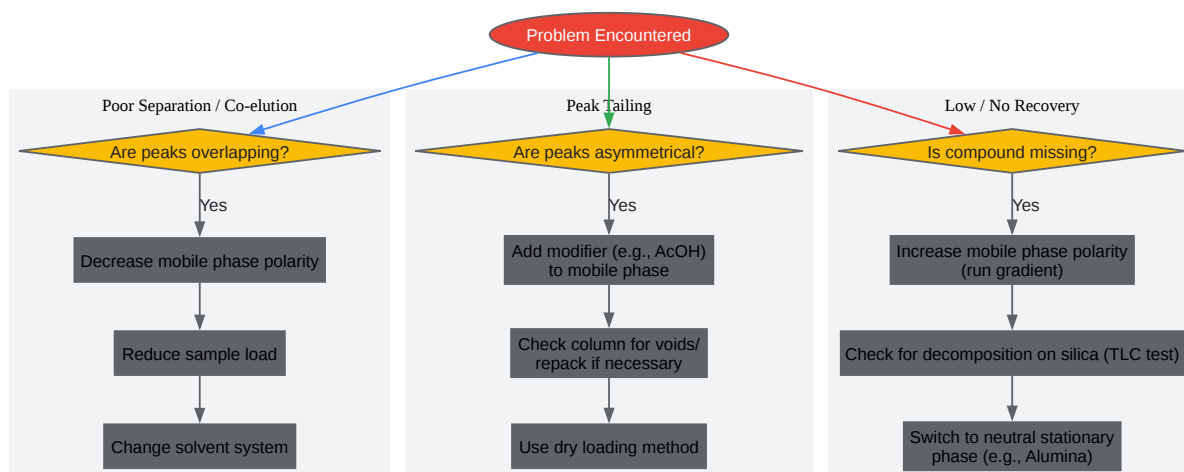 Problem Encountered
Poor Separation / Co-elution
Are peaks overlapping?
Yes
Decrease mobile phase polarity
Reduce sample load
Change solvent system
Peak Tailing
Are peaks asymmetrical?
Yes
Add modifier (e.g., AcOH)
to mobile phase
Check column for voids/
repack if necessary
Use dry loading method
Low / No Recovery
Is compound missing?
Yes
Increase mobile phase polarity
(run gradient)
Check for decomposition on silica (TLC test)
Switch to neutral stationary
phase (e.g., Alumina)